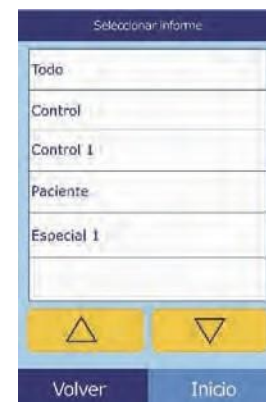 Seleccionar informe
Todo
Control
Control 1
Paciente
Especial 1
Volver Inicio